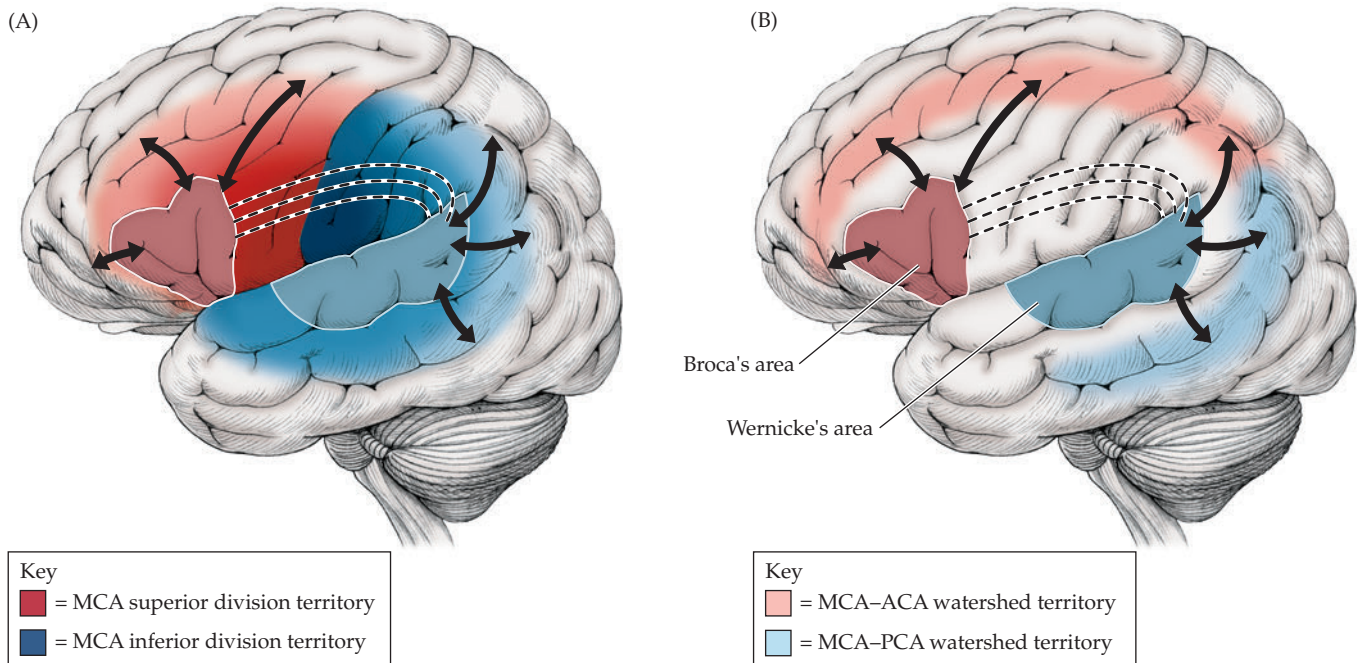 (A)
(B)
Broca's area
Wernicke's area
Key
= MCA superior division territory
= MCA inferior division territory
Key
= MCA–ACA watershed territory
= MCA–PCA watershed territory